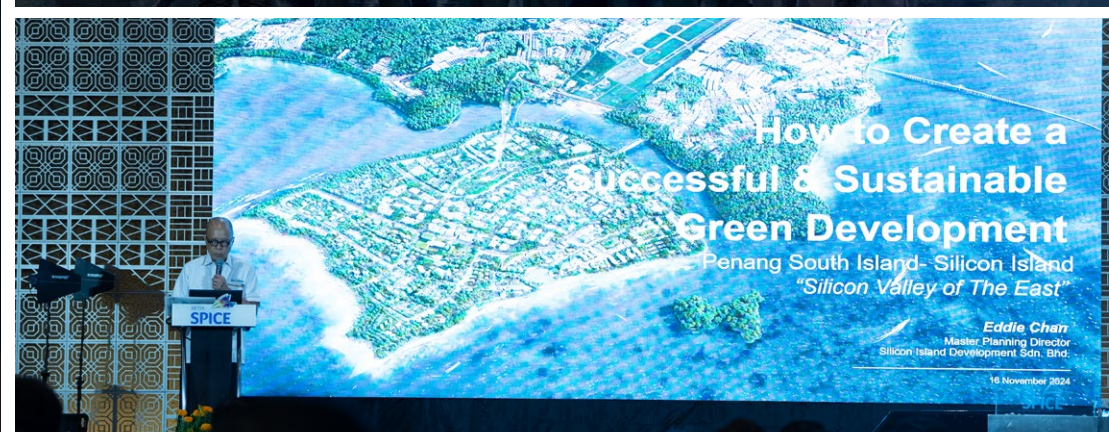 How to Create a
Successful & Sustainable
Green Development
Penang South Island- Silicon Island
“Silicon Valley of The East”
Eddie Chan
Master Planning Director
Silicon Island Development Sdn. Bhd.
16 November 2024
SPICE
SPICE